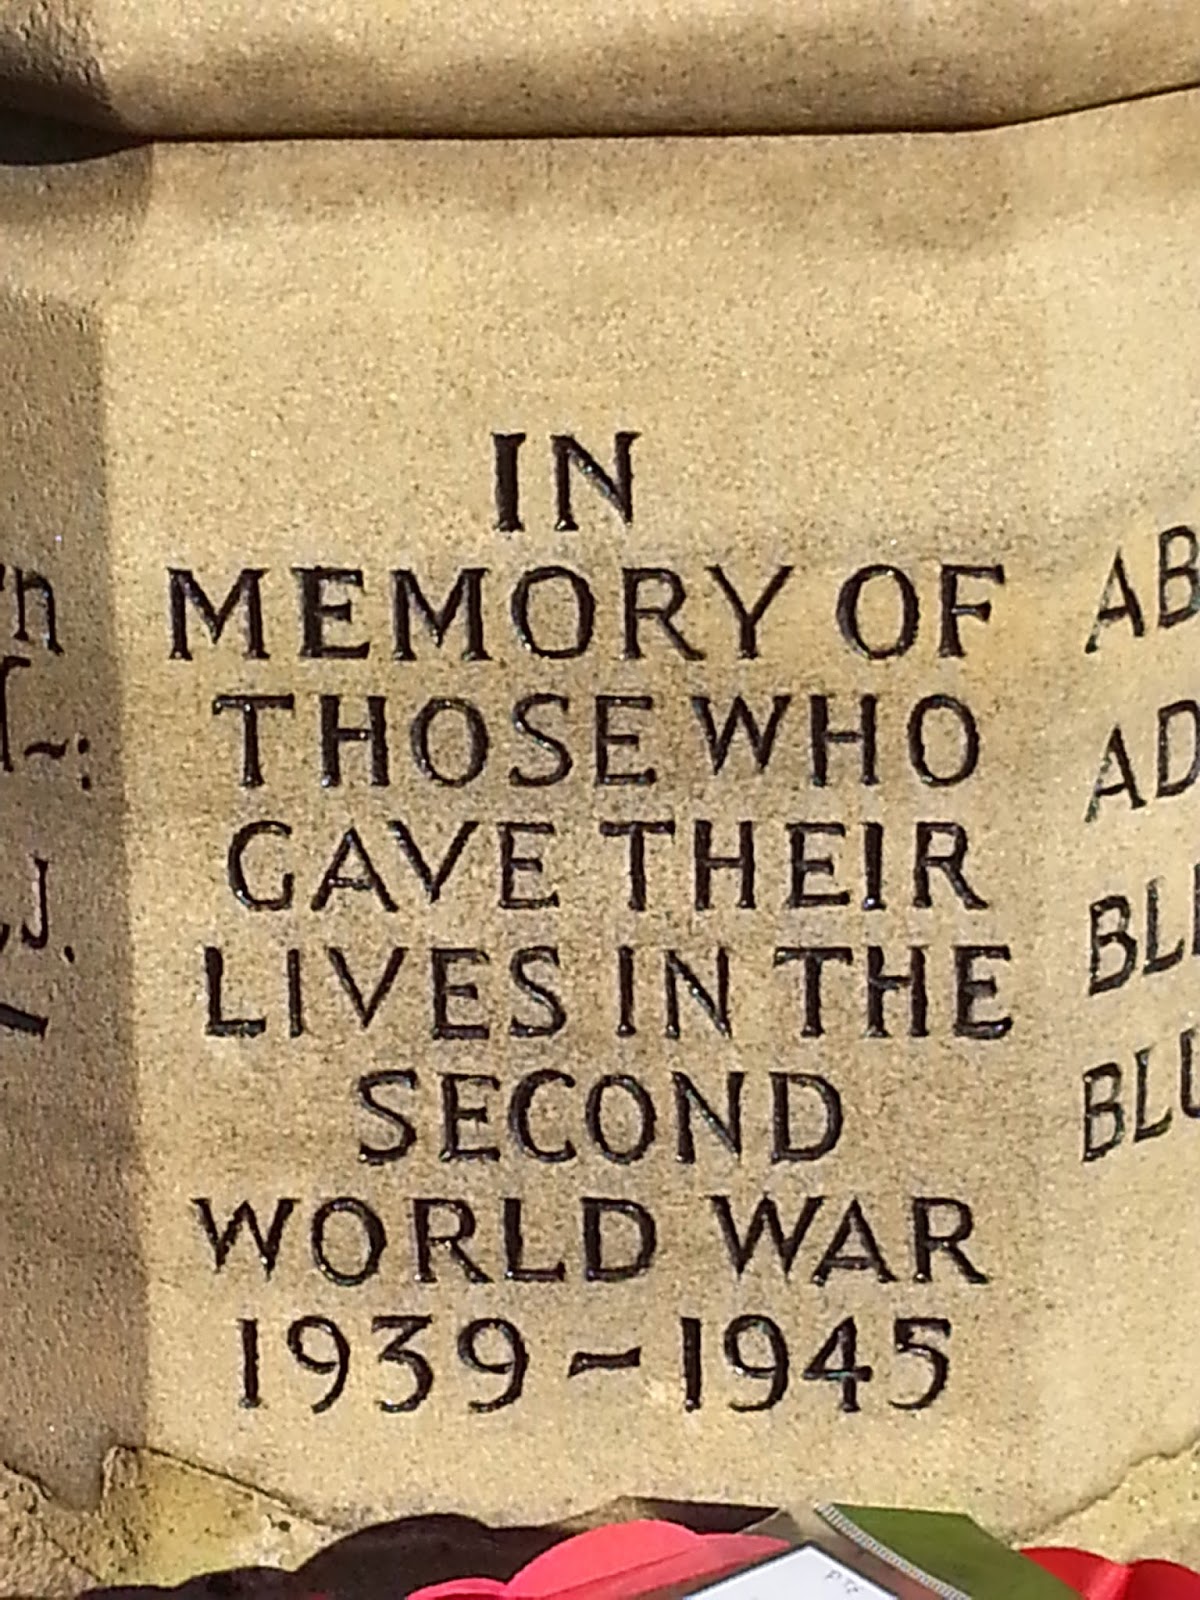 IN
MEMORY OF
THOSE WHO
GAVE THEIR
LIVES IN THE
SECOND
WORLD WAR
1939-1945